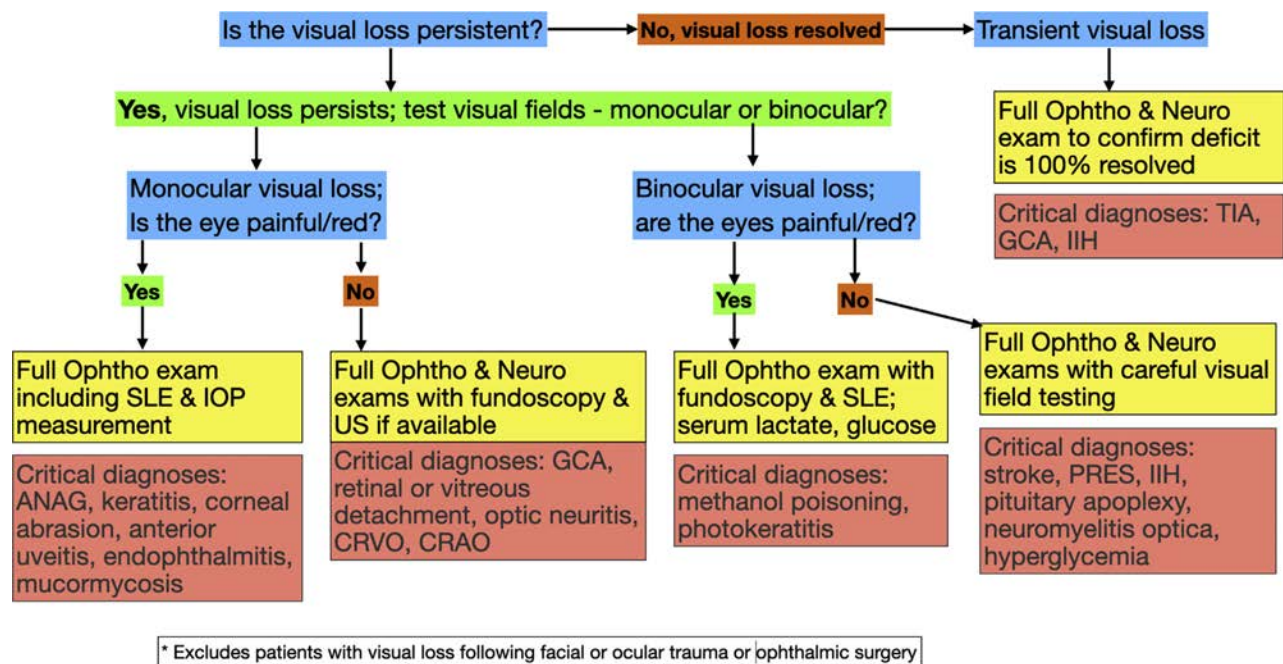 Is the visual loss persistent?
No, visual loss resolved
Transient visual loss
Yes, visual loss persists; test visual fields - monocular or binocular?
Full Ophtho & Neuro
exam to confirm deficit
is 100% resolved
Critical diagnoses: TIA,
GCA, IIH
Monocular visual loss;
Is the eye painful/red?
Binocular visual loss;
are the eyes painful/red?
Yes
No
Yes
No
Full Ophtho exam
including SLE & IOP
measurement
Critical diagnoses:
ANAG, keratitis, corneal
abrasion, anterior
uveitis, endophthalmitis,
mucormycosis
Full Ophtho & Neuro
exams with fundoscopy &
US if available
Critical diagnoses: GCA,
retinal or vitreous
detachment, optic neuritis,
CRVO, CRAO
Full Ophtho exam with
fundoscopy & SLE;
serum lactate, glucose
Critical diagnoses:
methanol poisoning,
photokeratitis
Full Ophtho & Neuro
exams with careful visual
field testing
Critical diagnoses:
stroke, PRES, IIH,
pituitary apoplexy,
neuromyelitis optica,
hyperglycemia
* Excludes patients with visual loss following facial or ocular trauma or ophthalmic surgery